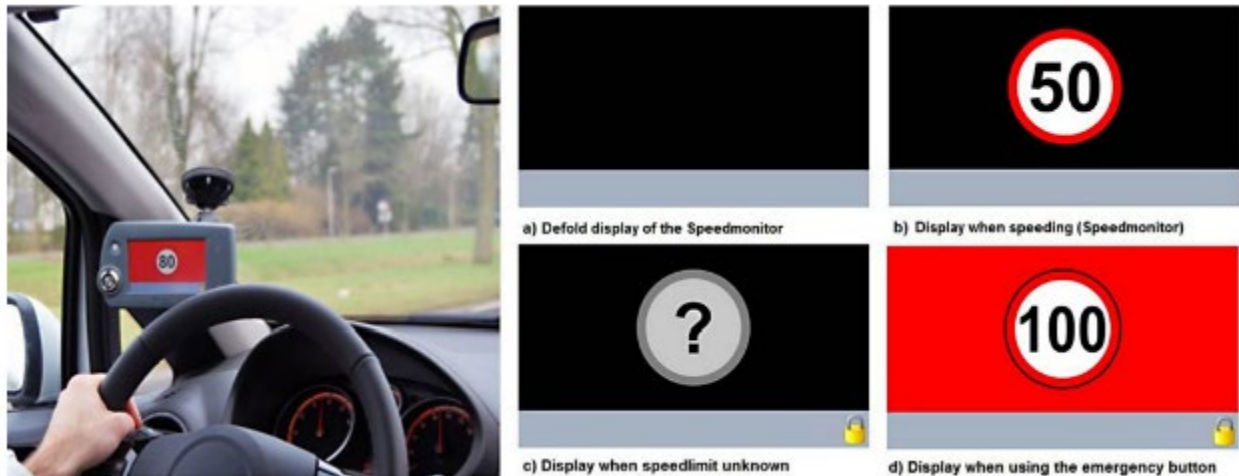 80
a) Defold display of the Speedmonitor
50
b) Display when speeding (Speedmonitor)
?
c) Display when speedlimit unknown
100
d) Display when using the emergency button